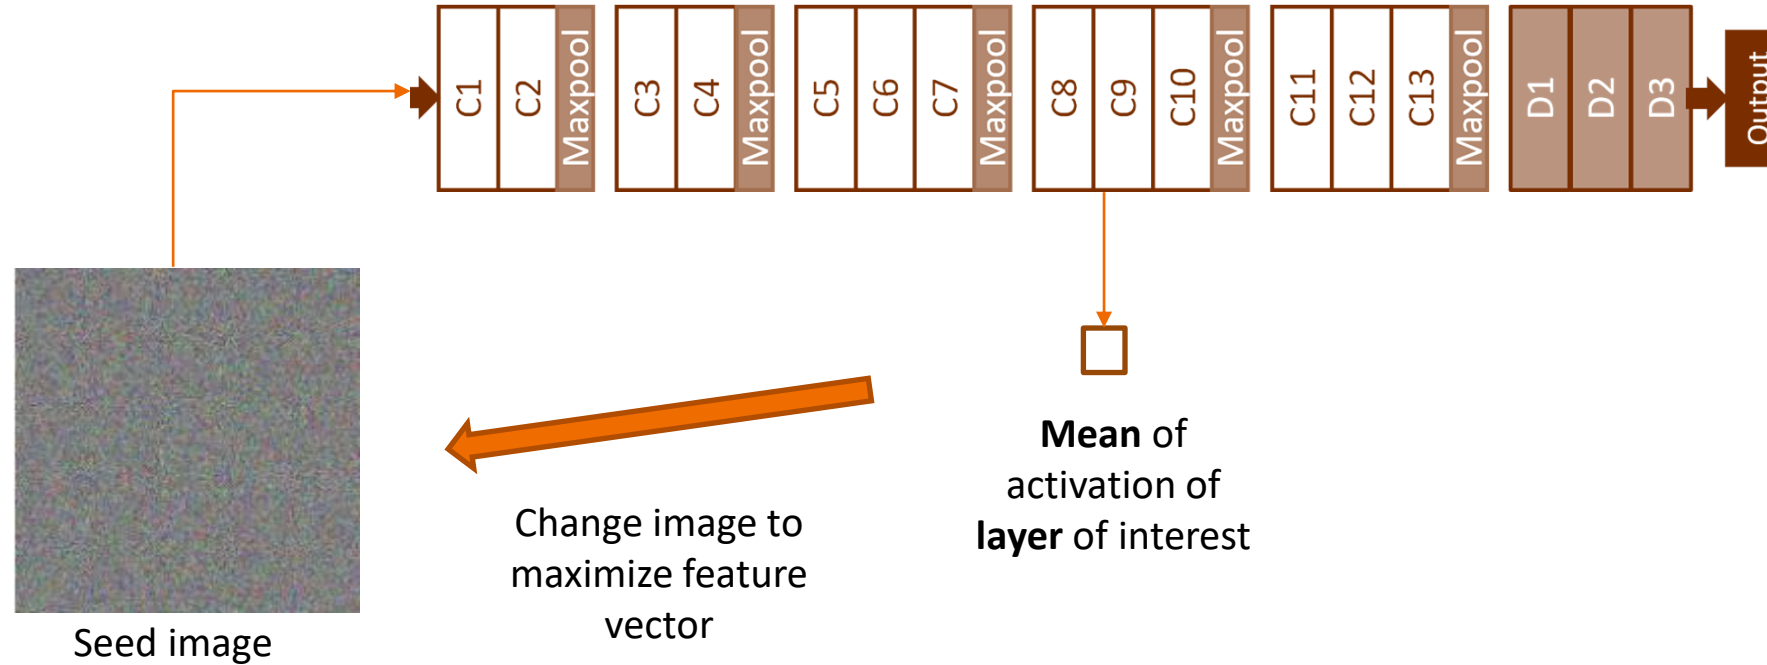 C1
C2
Maxpool
C3
C4
Maxpool
C5
C6
C7
Maxpool
C8
C9
C10
Maxpool
C11
C12
C13
Maxpool
D1
D2
D3
Output
Mean of
activation of
layer of interest
Change image to
maximize feature
vector
Seed image